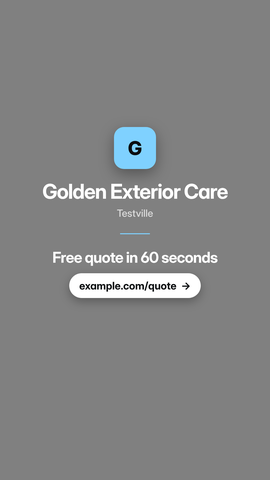 G
Golden Exterior Care
Testville
Free quote in 60 seconds
example.com/quote →